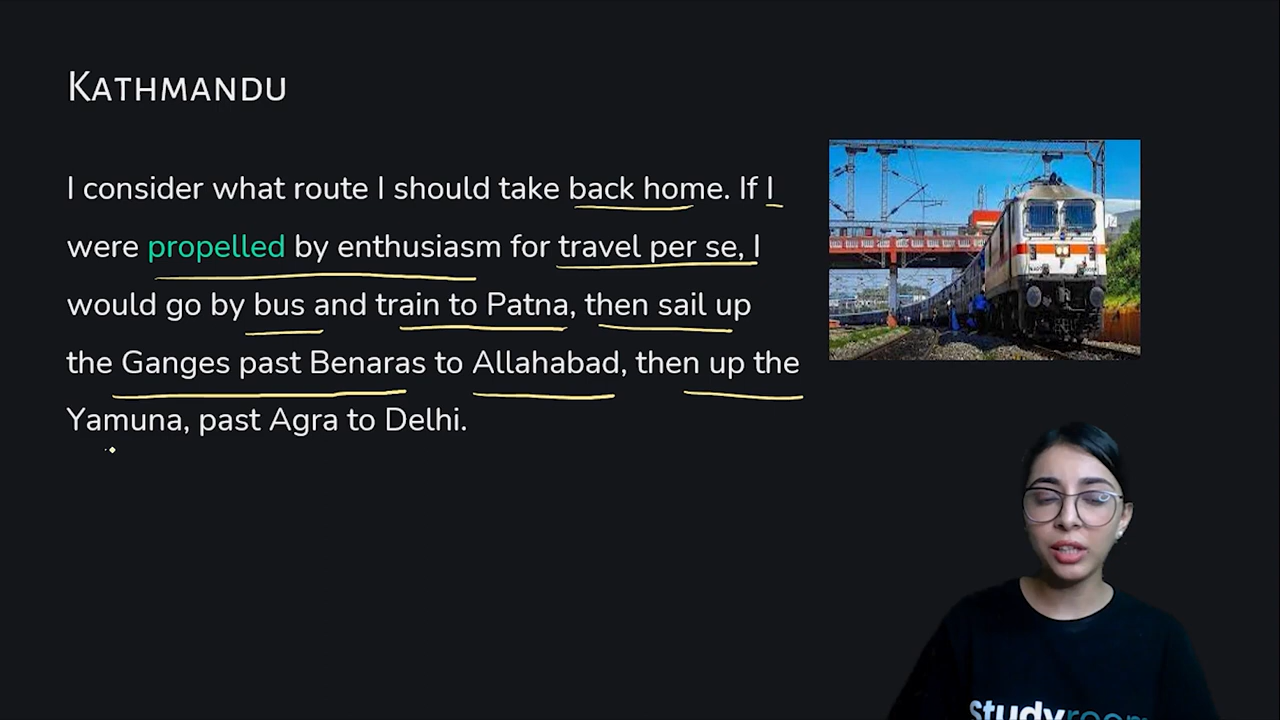 KATHMANDU
I consider what route I should take back home. If I
were propelled by enthusiasm for travel per se, I
would go by bus and train to Patna, then sail up
the Ganges past Benaras to Allahabad, then up the
Yamuna, past Agra to Delhi.
studyroom